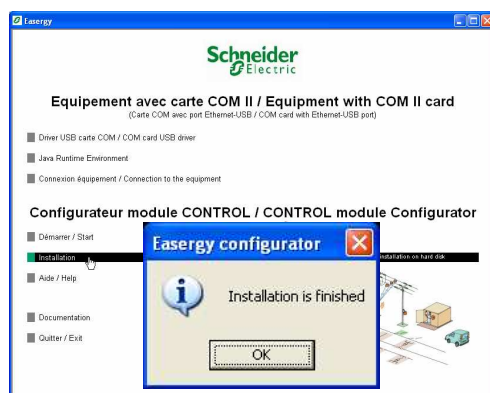 Easergy
Schneider
Electric
Equipement avec carte COM II / Equipment with COM II card
(Carte COM avec port Ethernet-USB / COM card with Ethernet-USB port)
Driver USB carte COM / COM card USB driver
Java Runtime Environment
Connexion équipement / Connection to the equipment
Configurateur module CONTROL / CONTROL module Configurator
Démarrer / Start
Installation
installation on hard disk
Aide / Help
Documentation
Quitter / Exit
Easergy configurator
Installation is finished
OK